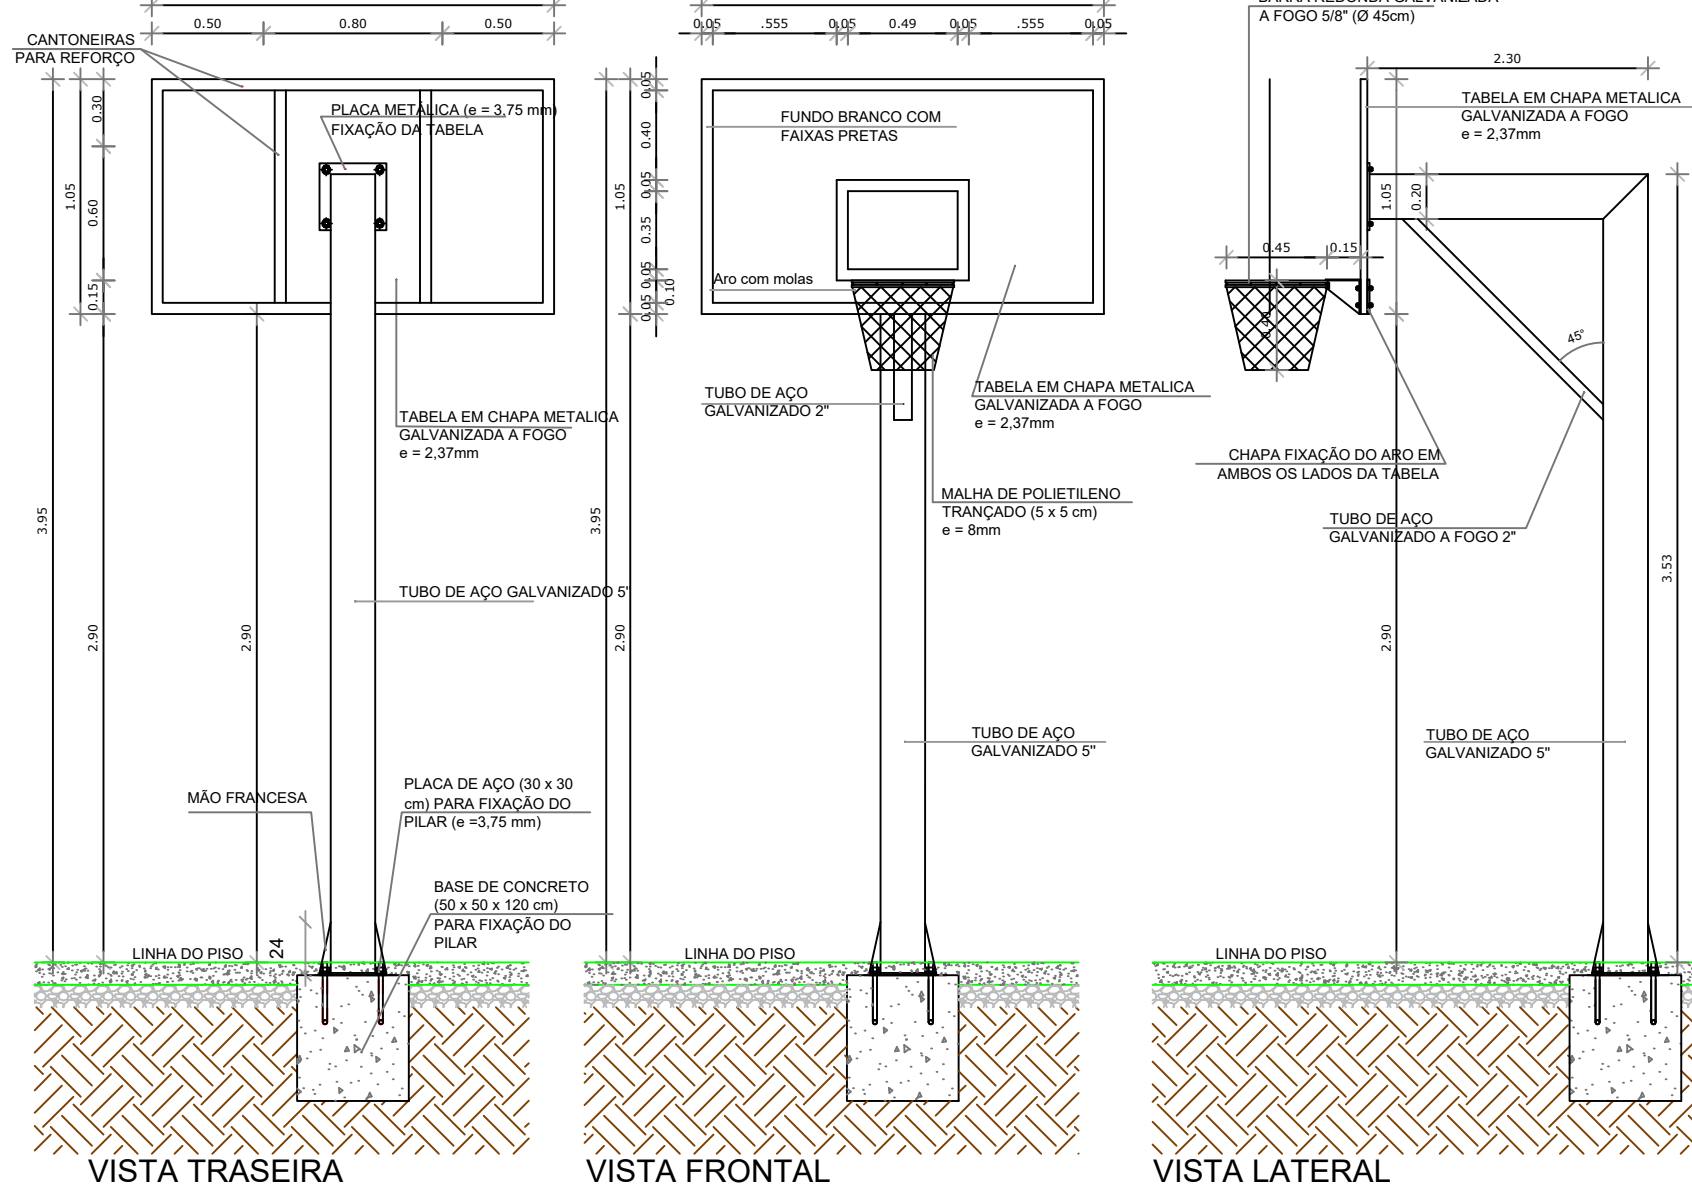 0.50
0.80
0.50
CANTONEIRAS
PARA REFORÇO
0.30
1.05
0.60
0.15
PLACA METÁLICA (e = 3,75 mm)
FIXAÇÃO DA TABELA
TABELA EM CHAPA METALICA
GALVANIZADA A FOGO
e = 2,37mm
3.95
2.90
2.90
TUBO DE AÇO GALVANIZADO 5"
MÃO FRANCESA
PLACA DE AÇO (30 x 30
cm) PARA FIXAÇÃO DO
PILAR (e =3,75 mm)
BASE DE CONCRETO
(50 x 50 x 120 cm)
PARA FIXAÇÃO DO
PILAR
24
LINHA DO PISO
VISTA TRASEIRA
0.05
.555
0.05
0.49
0.05
.555
0.05
0.05
0.40
0.05
0.35
0.05
0.10
0.05
1.05
FUNDO BRANCO COM
FAIXAS PRETAS
Aro com molas
TUBO DE AÇO
GALVANIZADO 2"
TABELA EM CHAPA METALICA
GALVANIZADA A FOGO
e = 2,37mm
MALHA DE POLIETILENO
TRANÇADO (5 x 5 cm)
e = 8mm
3.95
2.90
TUBO DE AÇO
GALVANIZADO 5"
LINHA DO PISO
VISTA FRONTAL
BARRA REDONDA GALVANIZADA
A FOGO 5/8" (Ø 45cm)
2.30
TABELA EM CHAPA METALICA
GALVANIZADA A FOGO
e = 2,37mm
1.05
0.20
0.45
0.15
0.40
45°
CHAPA FIXAÇÃO DO ARO EM
AMBOS OS LADOS DA TABELA
TUBO DE AÇO
GALVANIZADO A FOGO 2"
3.53
2.90
TUBO DE AÇO
GALVANIZADO 5"
LINHA DO PISO
VISTA LATERAL